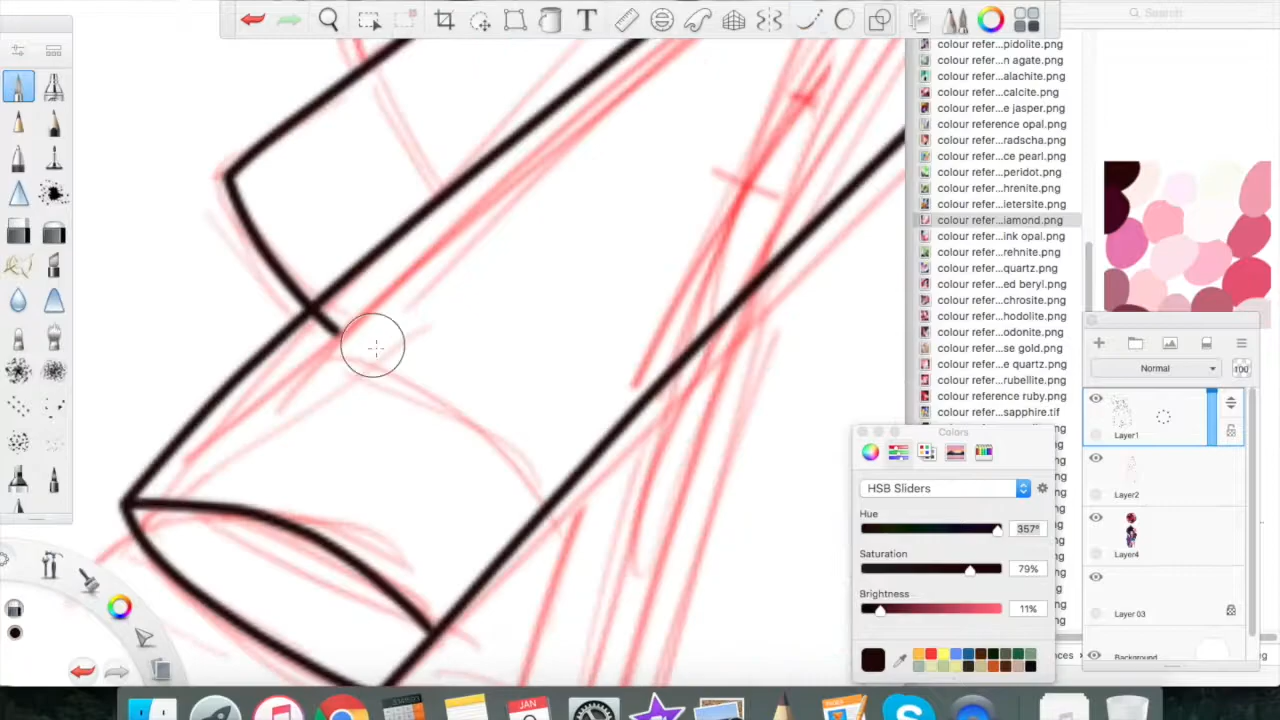 T
Search
colour refer...pidolite.png
colour refer...n agate.png
colour refer...alachite.png
colour refer...calcite.png
colour refer...e jasper.png
colour reference opal.png
colour refer...radscha.png
colour refer...ce pearl.png
colour refer...peridot.png
colour refer...hrenite.png
colour refer...ietersite.png
colour refer...iamond.png
colour refer...ink opal.png
colour refer...rehnite.png
colour refer...quartz.png
colour refer...ed beryl.png
colour refer...chrosite.png
colour refer...hodolite.png
colour refer...odonite.png
colour refer...se gold.png
colour refer...e quartz.png
colour refer...rubellite.png
colour reference ruby.png
colour refer...sapphire.tif
Colors
HSB Sliders
Hue
357°
Saturation
79%
Brightness
11%
Normal
100
Layer1
Layer2
Layer4
Layer 03
Background
JAN